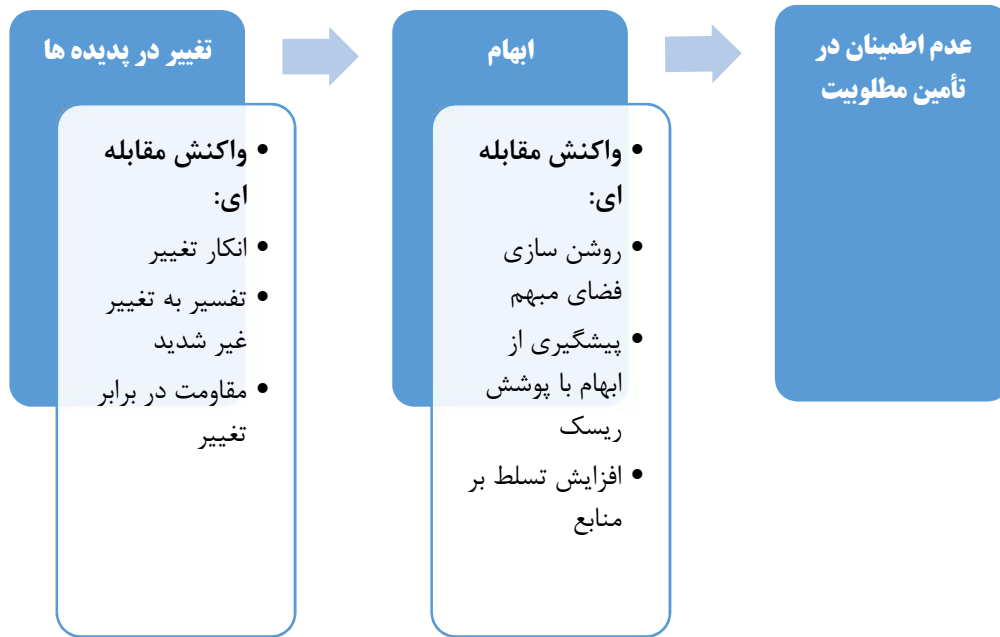 تغییر در پدیده ها
• واکنش مقابله
ای:
• انکار تغییر
• تفسیر به تغییر
غیر شدید
• مقاومت در برابر
تغییر
ابهام
• واکنش مقابله
ای:
• روشن سازی
فضای مبهم
• پیشگیری از
ابهام با پوشش
ریسک
• افزایش تسلط بر
منابع
عدم اطمینان در
تأمین مطلوبیت